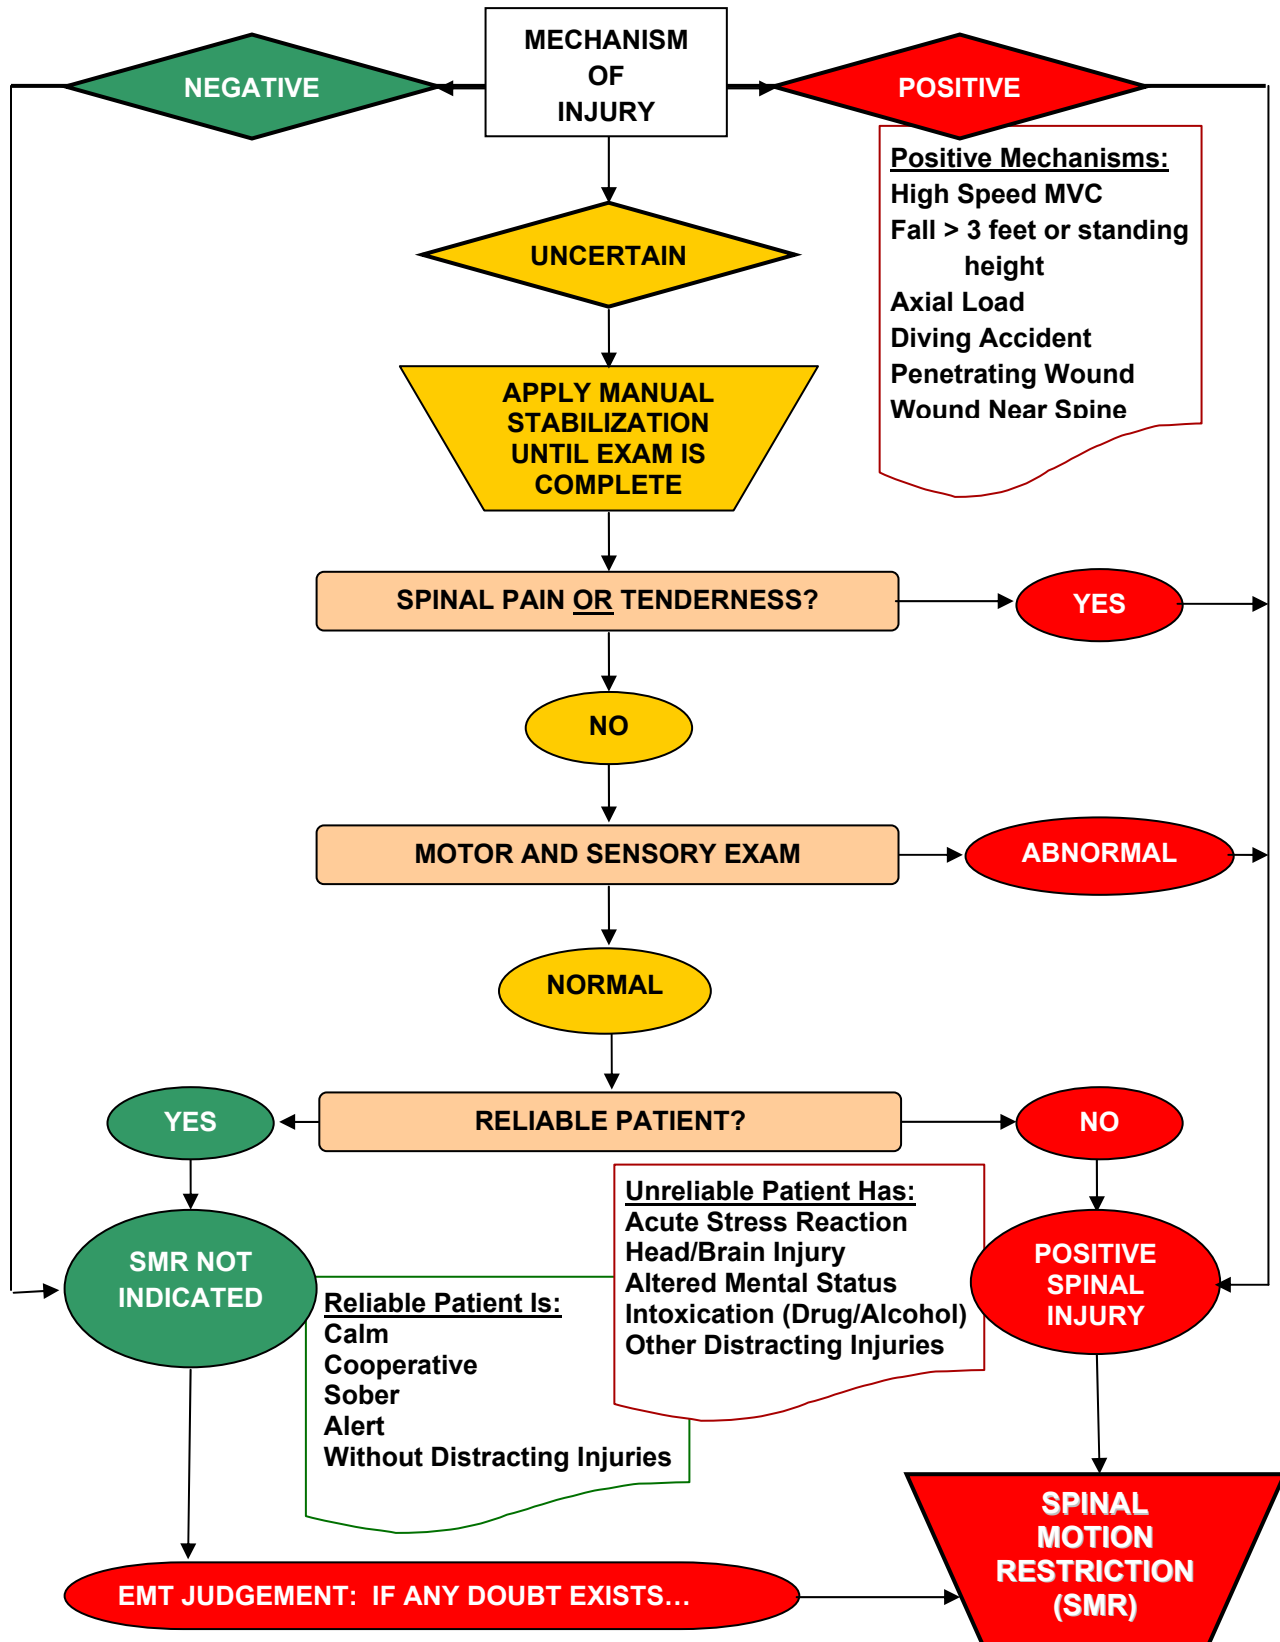 MECHANISM
OF
INJURY
NEGATIVE
POSITIVE
Positive Mechanisms:
High Speed MVC
Fall > 3 feet or standing
height
Axial Load
Diving Accident
Penetrating Wound
Wound Near Spine
UNCERTAIN
APPLY MANUAL
STABILIZATION
UNTIL EXAM IS
COMPLETE
SPINAL PAIN OR TENDERNESS?
YES
NO
MOTOR AND SENSORY EXAM
ABNORMAL
NORMAL
RELIABLE PATIENT?
YES
NO
SMR NOT
INDICATED
Reliable Patient Is:
Calm
Cooperative
Sober
Alert
Without Distracting Injuries
Unreliable Patient Has:
Acute Stress Reaction
Head/Brain Injury
Altered Mental Status
Intoxication (Drug/Alcohol)
Other Distracting Injuries
POSITIVE
SPINAL
INJURY
EMT JUDGEMENT:  IF ANY DOUBT EXISTS…
SPINAL
MOTION
RESTRICTION
(SMR)